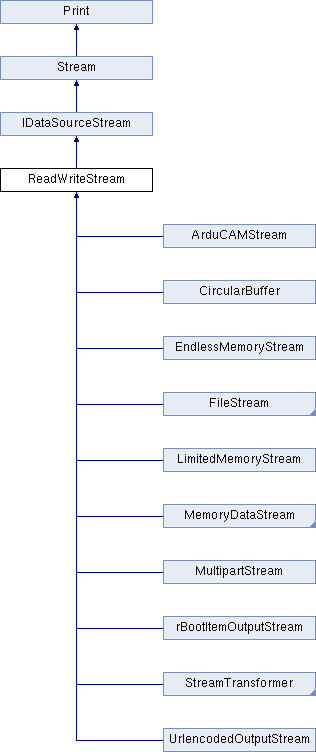 Print
Stream
IDataSourceStream
ReadWriteStream
ArduCAMStream
CircularBuffer
EndlessMemoryStream
FileStream
LimitedMemoryStream
MemoryDataStream
MultipartStream
rBootItemOutputStream
StreamTransformer
UrlencodedOutputStream